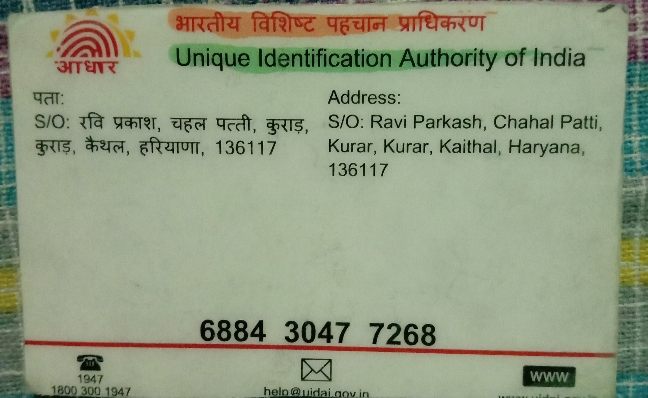 भारतीय विशिष्ट पहचान प्राधिकरण
Unique Identification Authority of India
आधार
पता:
S/O: रवि प्रकाश, चहल पत्ती, कुराड़,
कुराड़, कैथल, हरियाणा, 136117
Address:
S/O: Ravi Parkash, Chahal Patti,
Kurar, Kurar, Kaithal, Haryana,
136117
6884 3047 7268
1947
1800 300 1947
help@uidai.gov.in
www